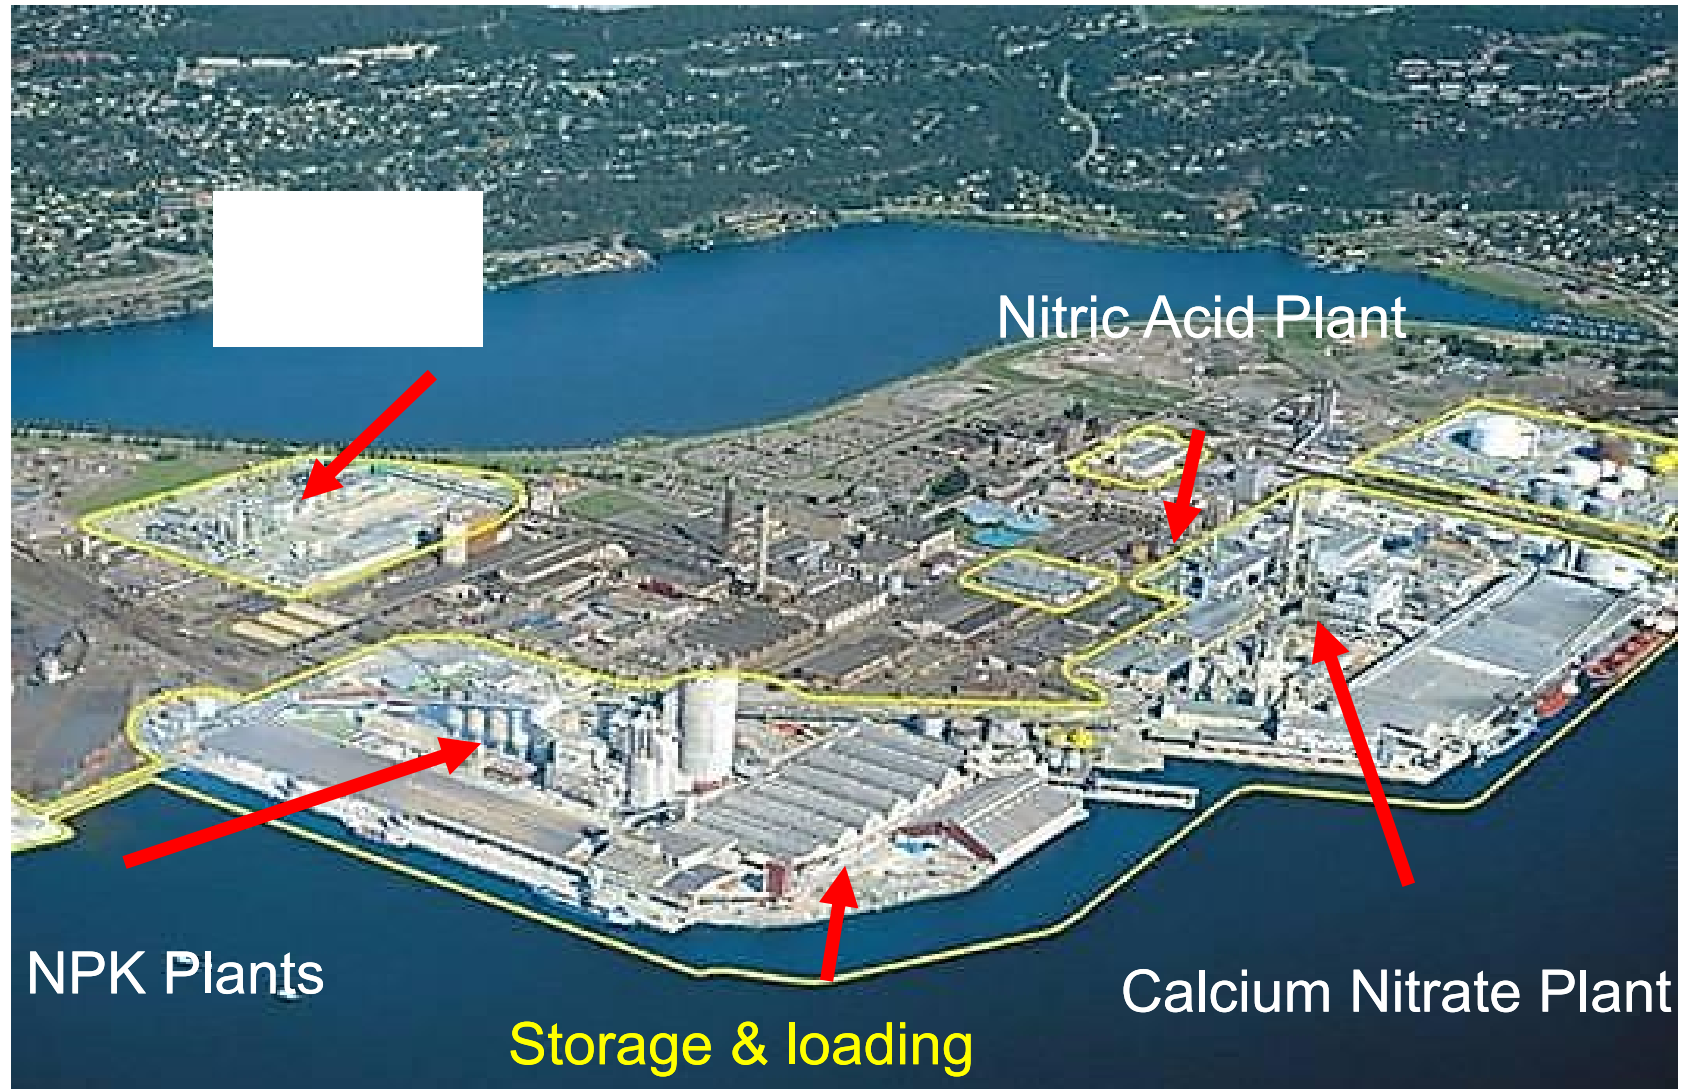 Nitric Acid Plant
NPK Plants
Calcium Nitrate Plant
Storage & loading